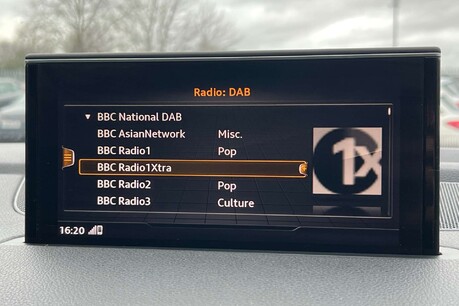 Radio: DAB
BBC National DAB
BBC AsianNetwork Misc.
BBC Radio1 Pop
BBC Radio1Xtra
BBC Radio2 Pop
BBC Radio3 Culture
1X
16:20